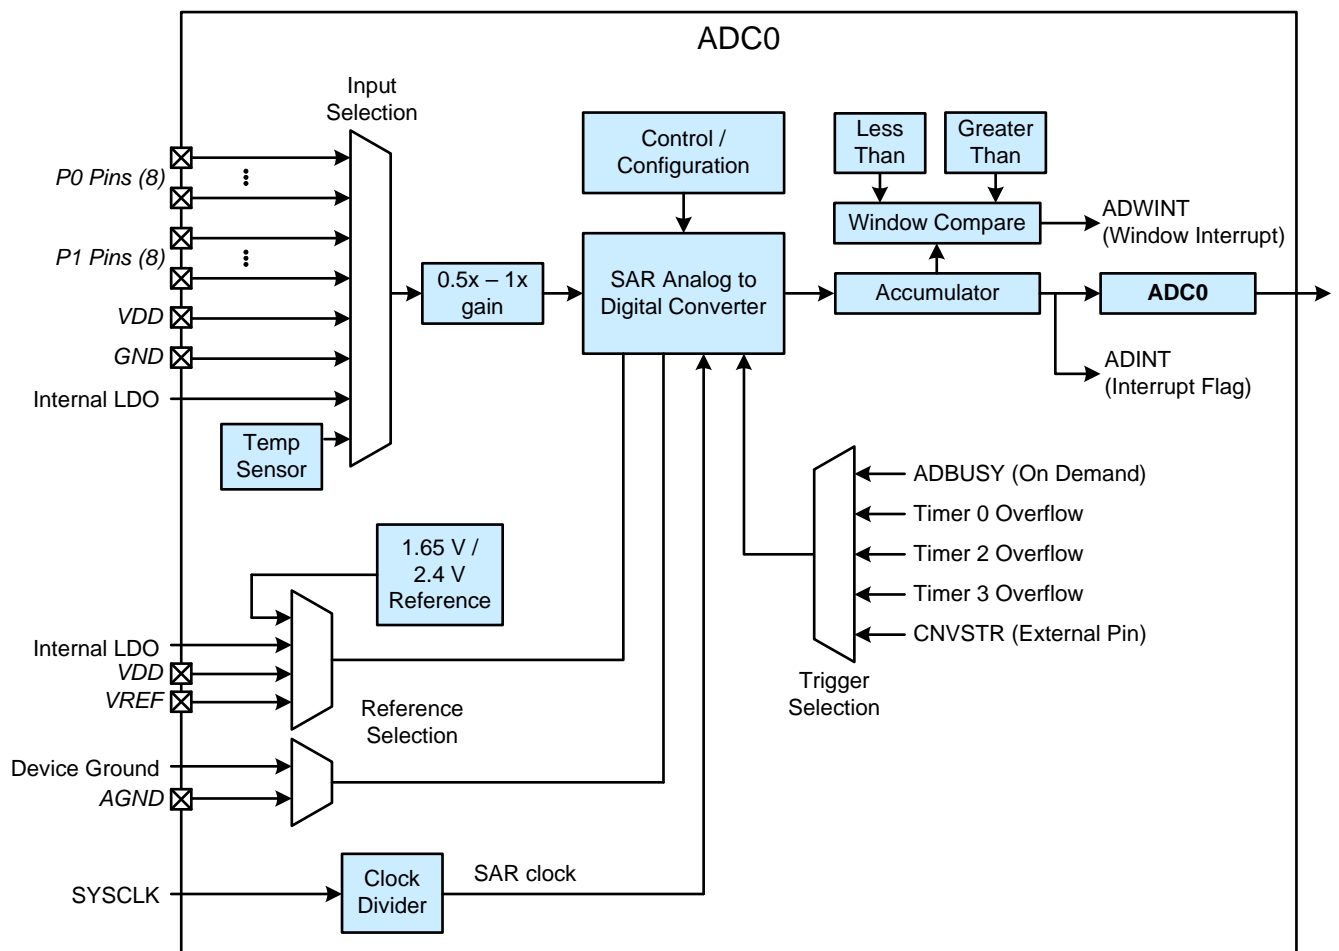 ADC0
Input
Selection
P0 Pins (8)
P1 Pins (8)
VDD
GND
Internal LDO
Temp
Sensor
0.5x – 1x
gain
Control /
Configuration
SAR Analog to
Digital Converter
Less
Than
Greater
Than
Window Compare
ADWINT
(Window Interrupt)
Accumulator
ADC0
ADINT
(Interrupt Flag)
ADBUSY (On Demand)
Timer 0 Overflow
Timer 2 Overflow
Timer 3 Overflow
CNVSTR (External Pin)
Trigger
Selection
1.65 V /
2.4 V
Reference
Internal LDO
VDD
VREF
Reference
Selection
Device Ground
AGND
SYSCLK
Clock
Divider
SAR clock